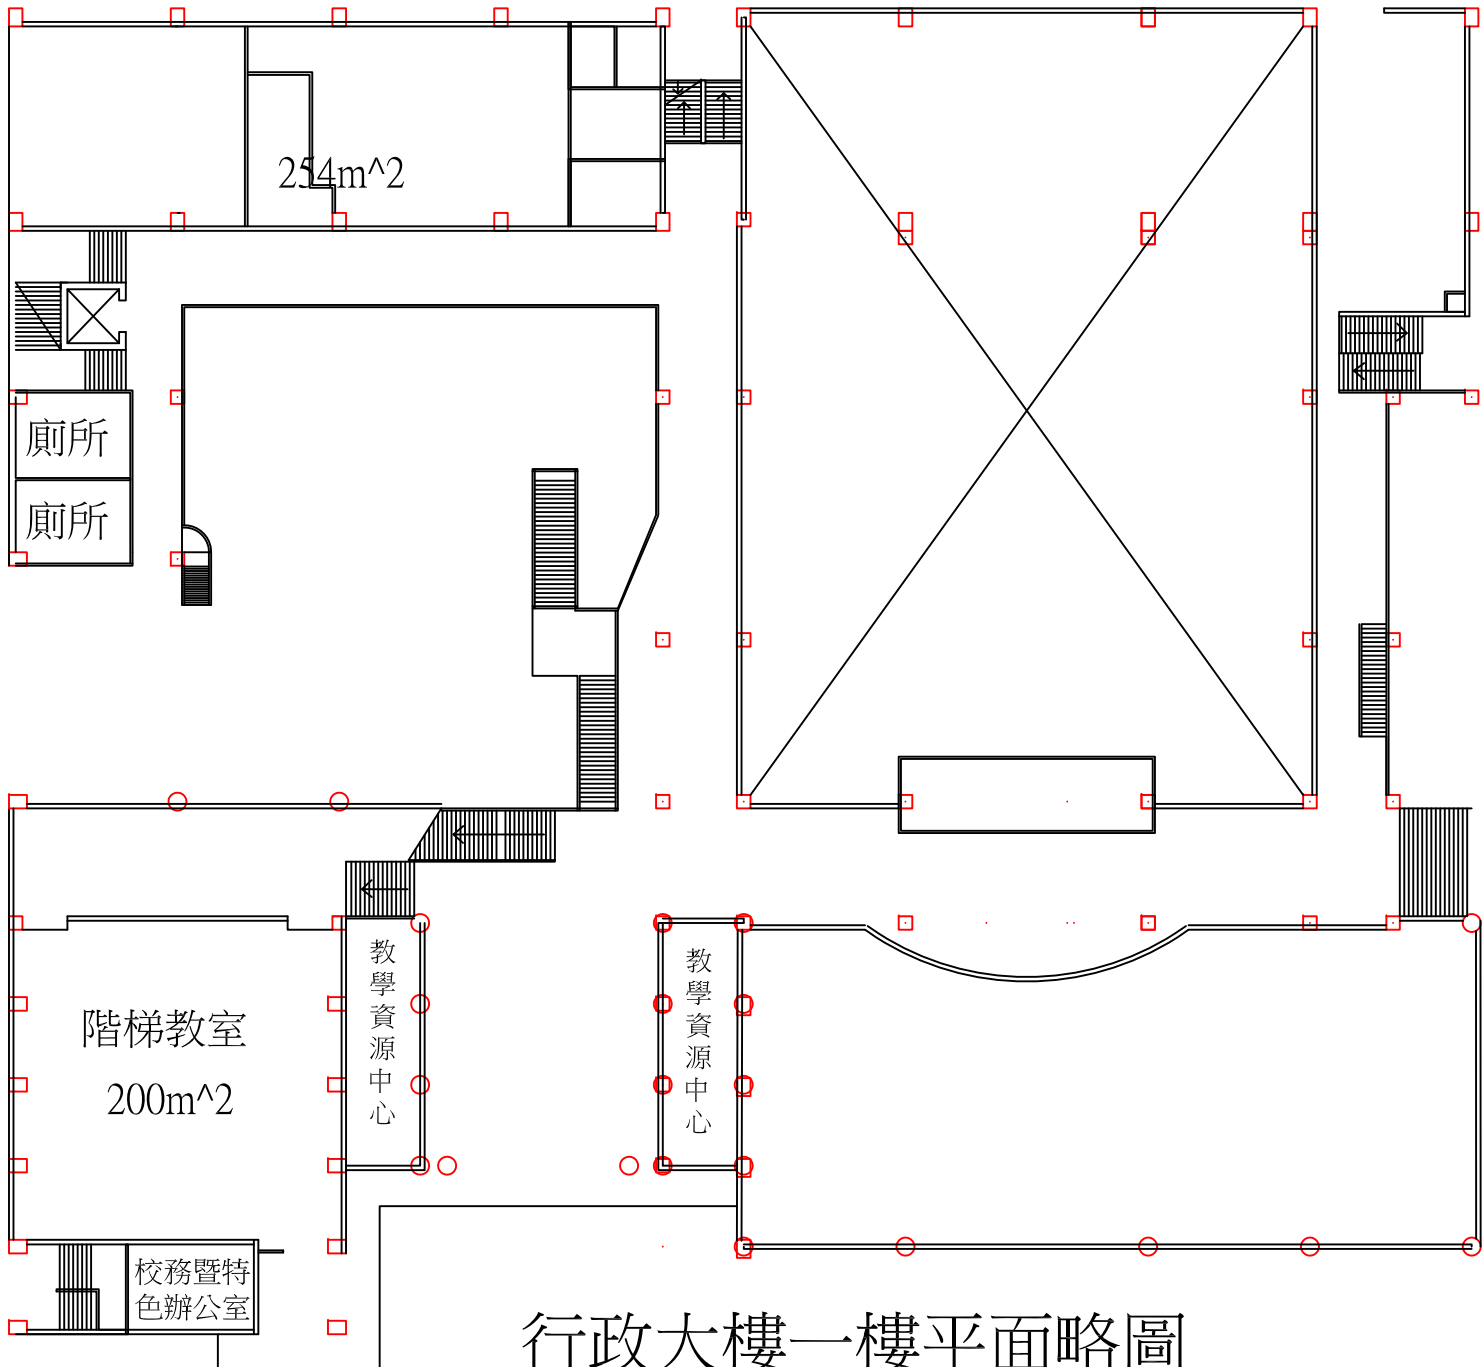 254m^2
廁所
廁所
教學資源中心
教學資源中心
階梯教室
200m^2
校務暨特
色辦公室
行政大樓一樓平面略圖